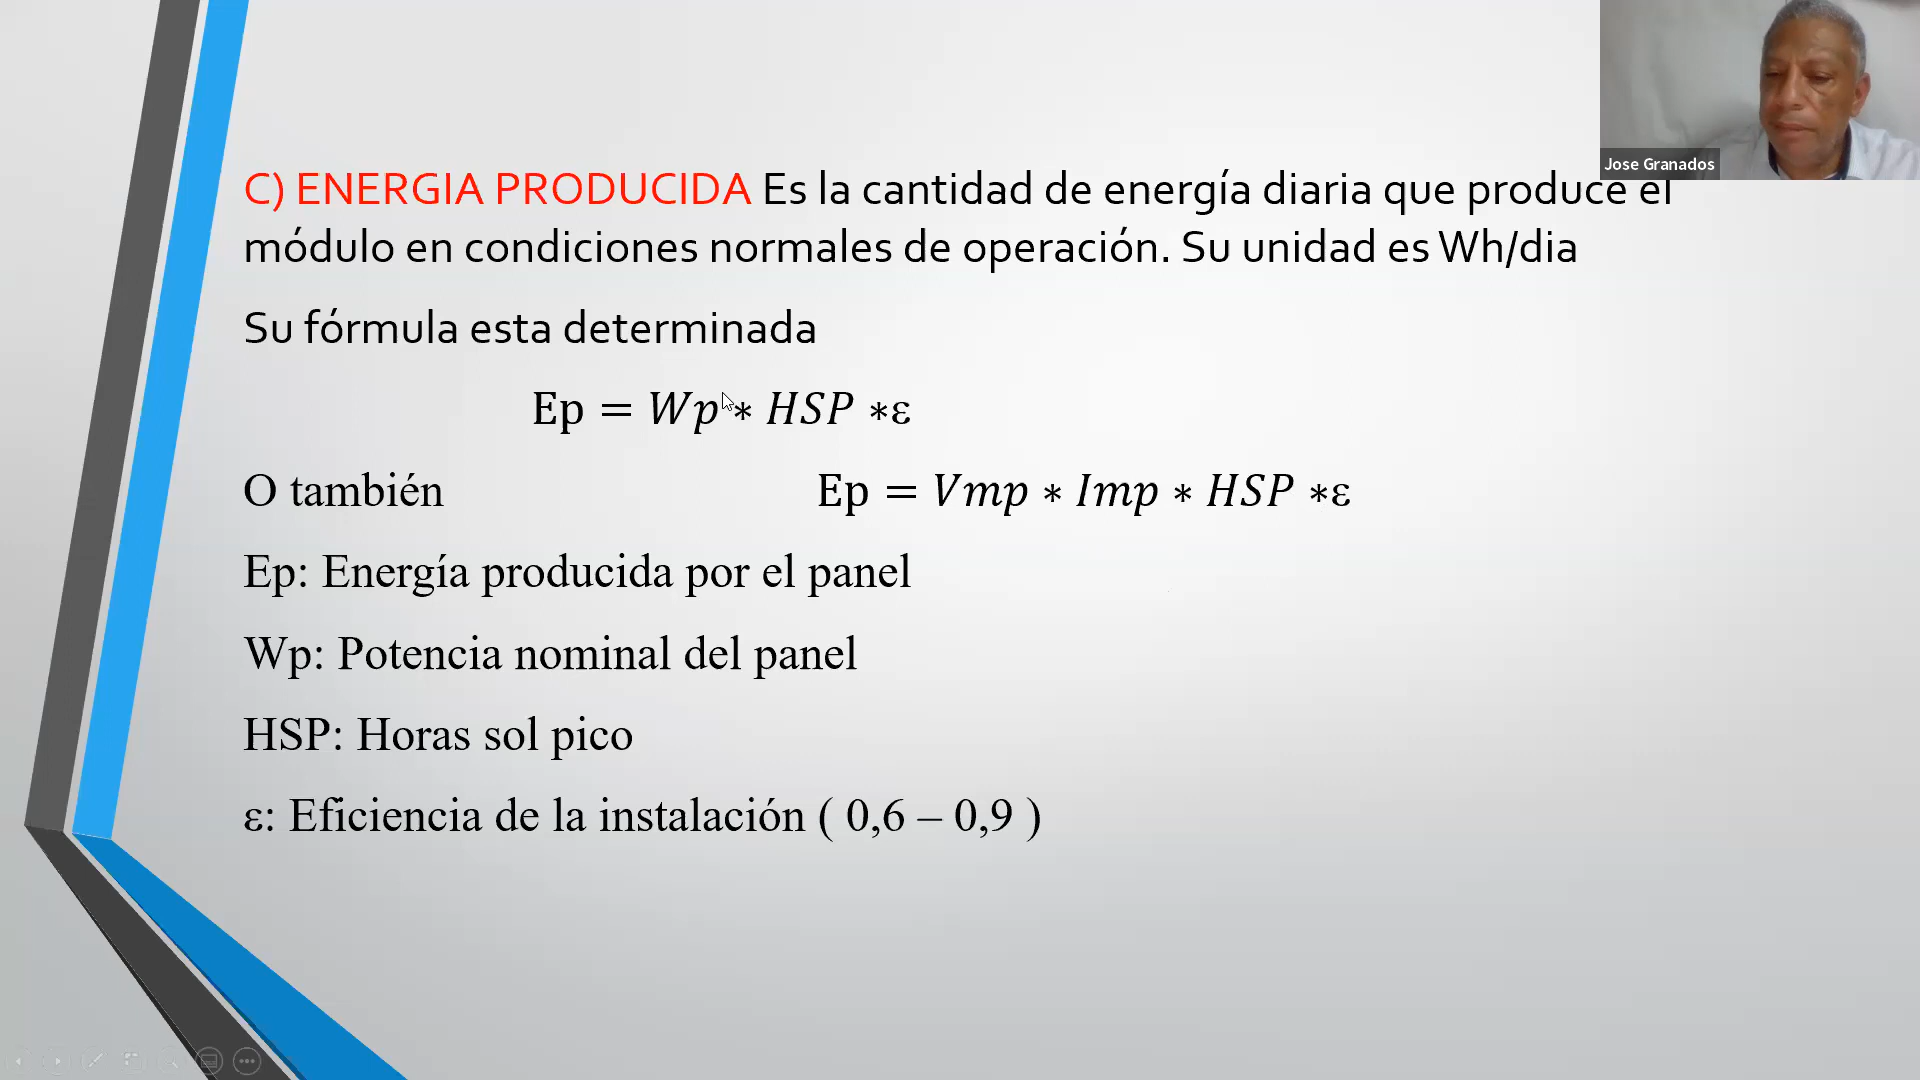 Jose Granados
C) ENERGIA PRODUCIDA Es la cantidad de energía diaria que produce el
módulo en condiciones normales de operación. Su unidad es Wh/dia
Su fórmula esta determinada
Ep = Wp * HSP *ε
O también Ep = Vmp * Imp * HSP *ε
Ep: Energía producida por el panel
Wp: Potencia nominal del panel
HSP: Horas sol pico
ε: Eficiencia de la instalación ( 0,6 – 0,9 )